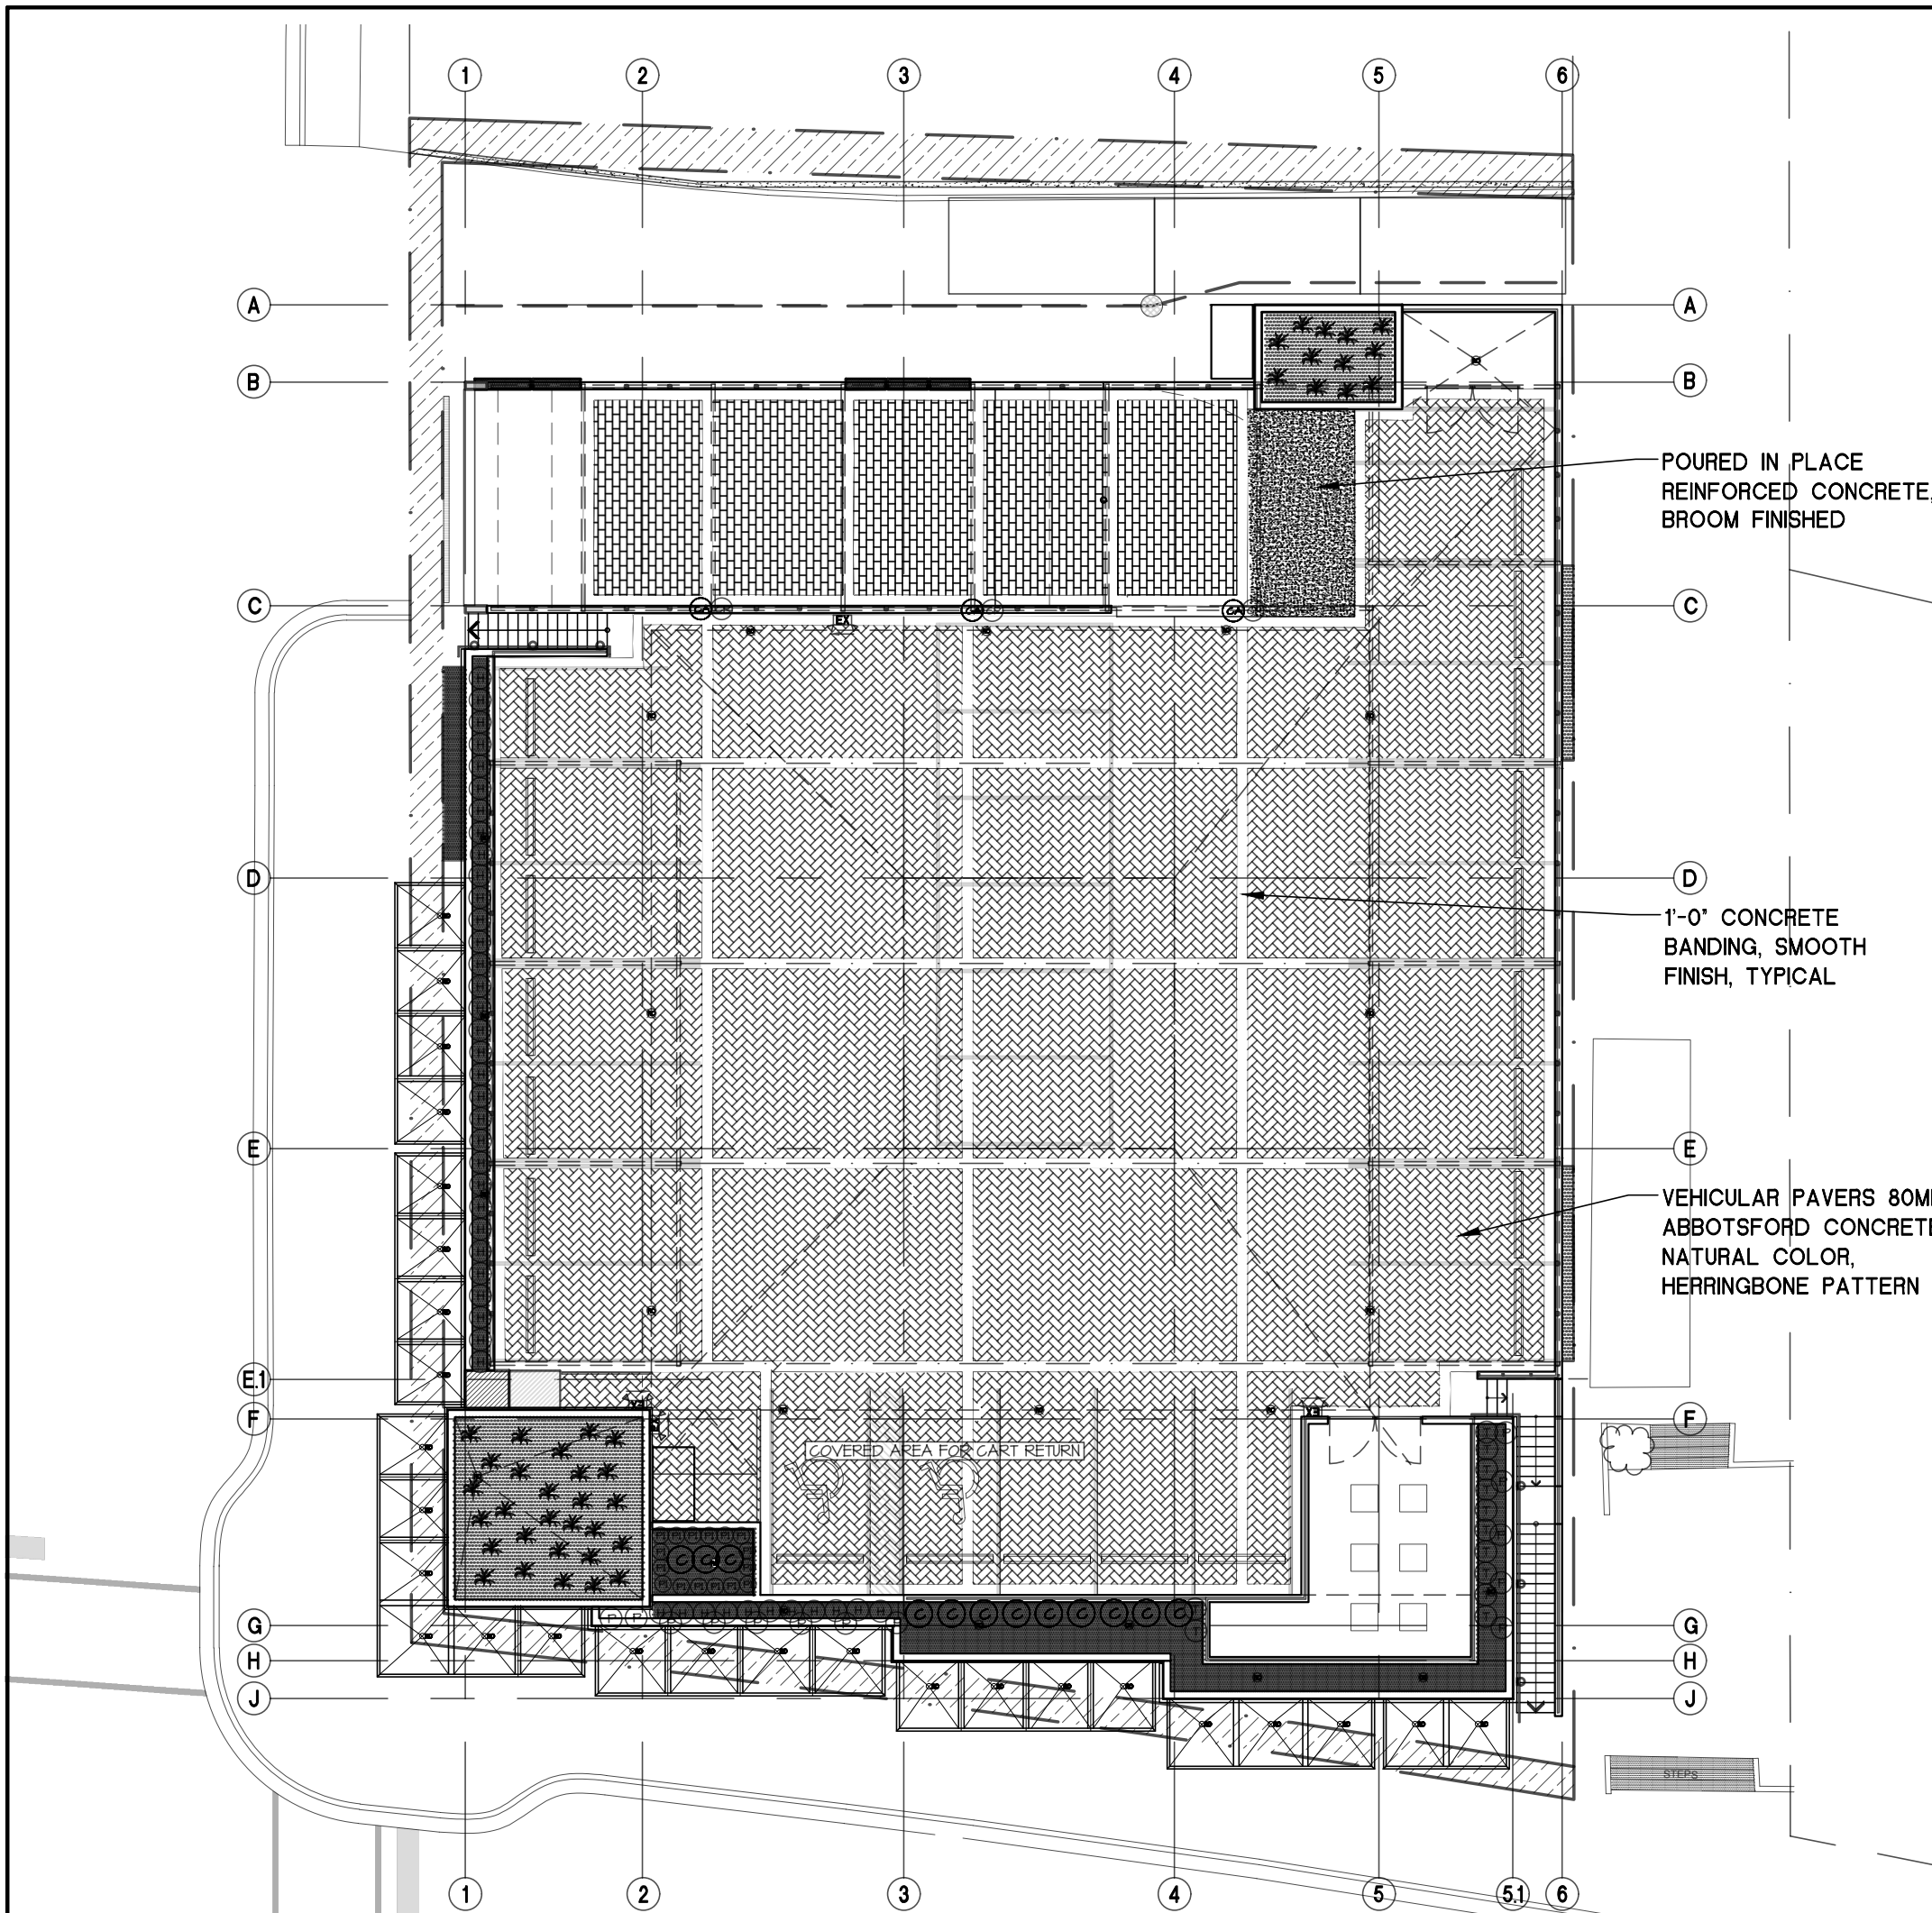 1 2 3 4 5 6
A A
B B
POURED IN PLACE
REINFORCED CONCRETE,
BROOM FINISHED
C C
EX
D D
1'-0" CONCRETE
BANDING, SMOOTH
FINISH, TYPICAL
E E
VEHICULAR PAVERS
ABBOTSFORD CONCRETE
NATURAL COLOR,
HERRINGBONE PATTERN
E.1
F F
COVERED AREA FOR CART RETURN
G G
H H
J J
STEPS
1 2 3 4 5 5.1 6